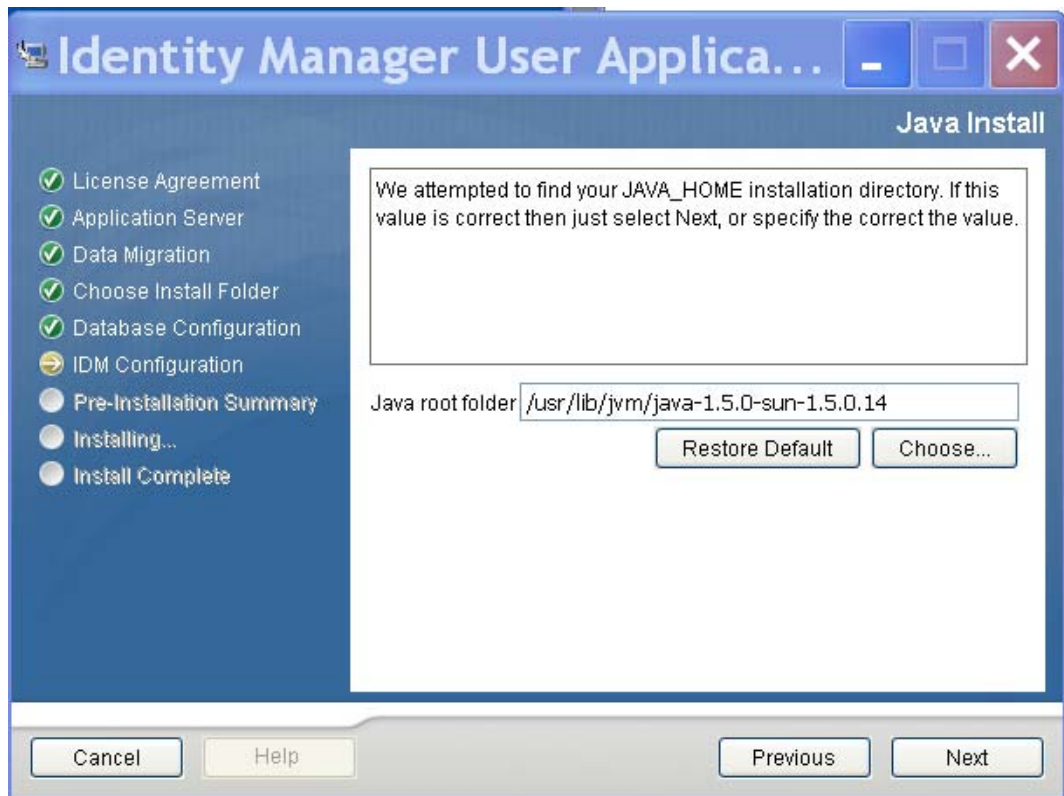 Identity Manager User Applica...
Java Install
License Agreement
Application Server
Data Migration
Choose Install Folder
Database Configuration
IDM Configuration
Pre-Installation Summary
Installing...
Install Complete
We attempted to find your JAVA_HOME installation directory. If this
value is correct then just select Next, or specify the correct the value.
Java root folder /usr/lib/jvm/java-1.5.0-sun-1.5.0.14
Restore Default Choose...
Cancel Help Previous Next